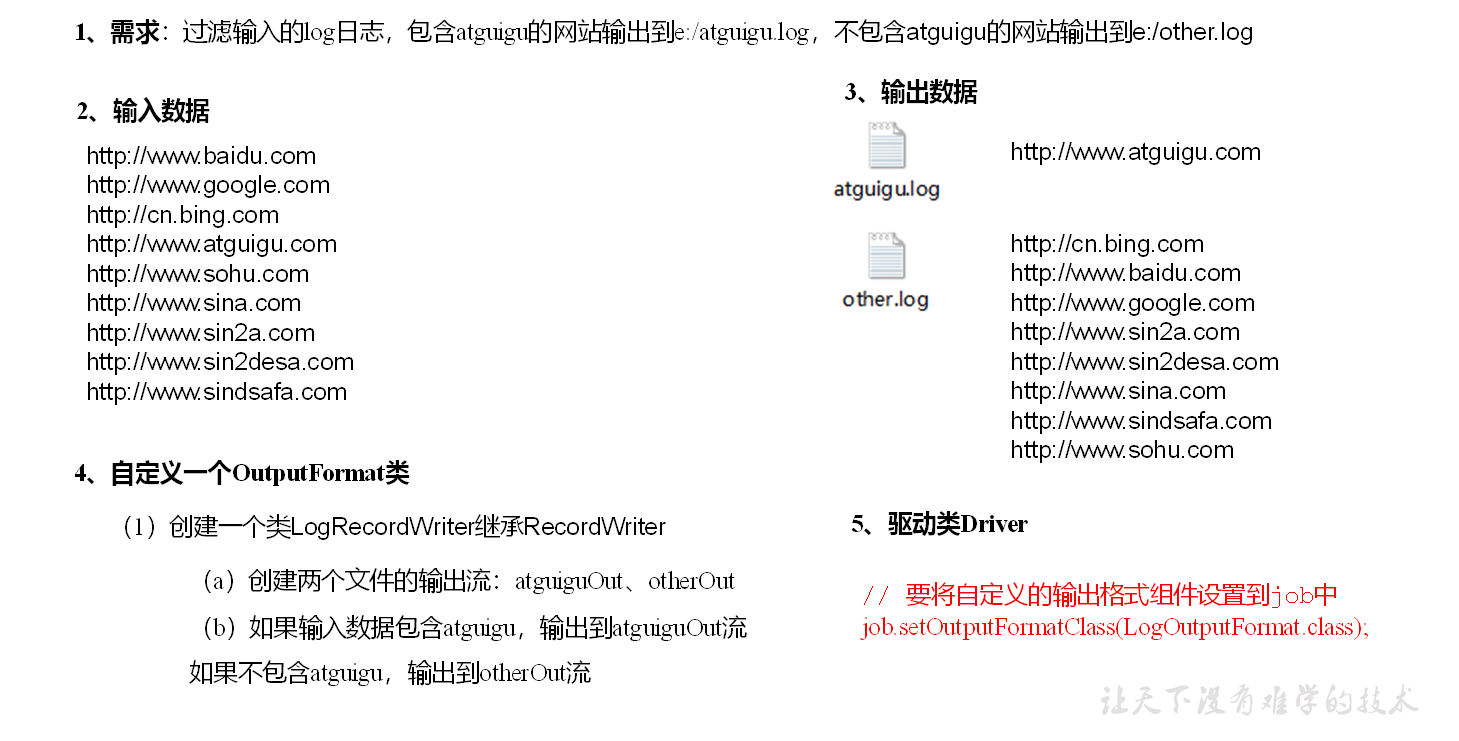 1、需求：过滤输入的log日志，包含atguigu的网站输出到e:/atguigu.log，不包含atguigu的网站输出到e:/other.log
2、输入数据
http://www.baidu.com
http://www.google.com
http://cn.bing.com
http://www.atguigu.com
http://www.sohu.com
http://www.sina.com
http://www.sin2a.com
http://www.sin2desa.com
http://www.sindsafa.com
3、输出数据
atguigu.log
http://www.atguigu.com
other.log
http://cn.bing.com
http://www.baidu.com
http://www.google.com
http://www.sin2a.com
http://www.sin2desa.com
http://www.sina.com
http://www.sindsafa.com
http://www.sohu.com
4、自定义一个OutputFormat类
（1）创建一个类LogRecordWriter继承RecordWriter
（a）创建两个文件的输出流：atguiguOut、otherOut
（b）如果输入数据包含atguigu，输出到atguiguOut流
如果不包含atguigu，输出到otherOut流
5、驱动类Driver
// 要将自定义的输出格式组件设置到job中
job.setOutputFormatClass(LogOutputFormat.class);
让天下没有难学的技术